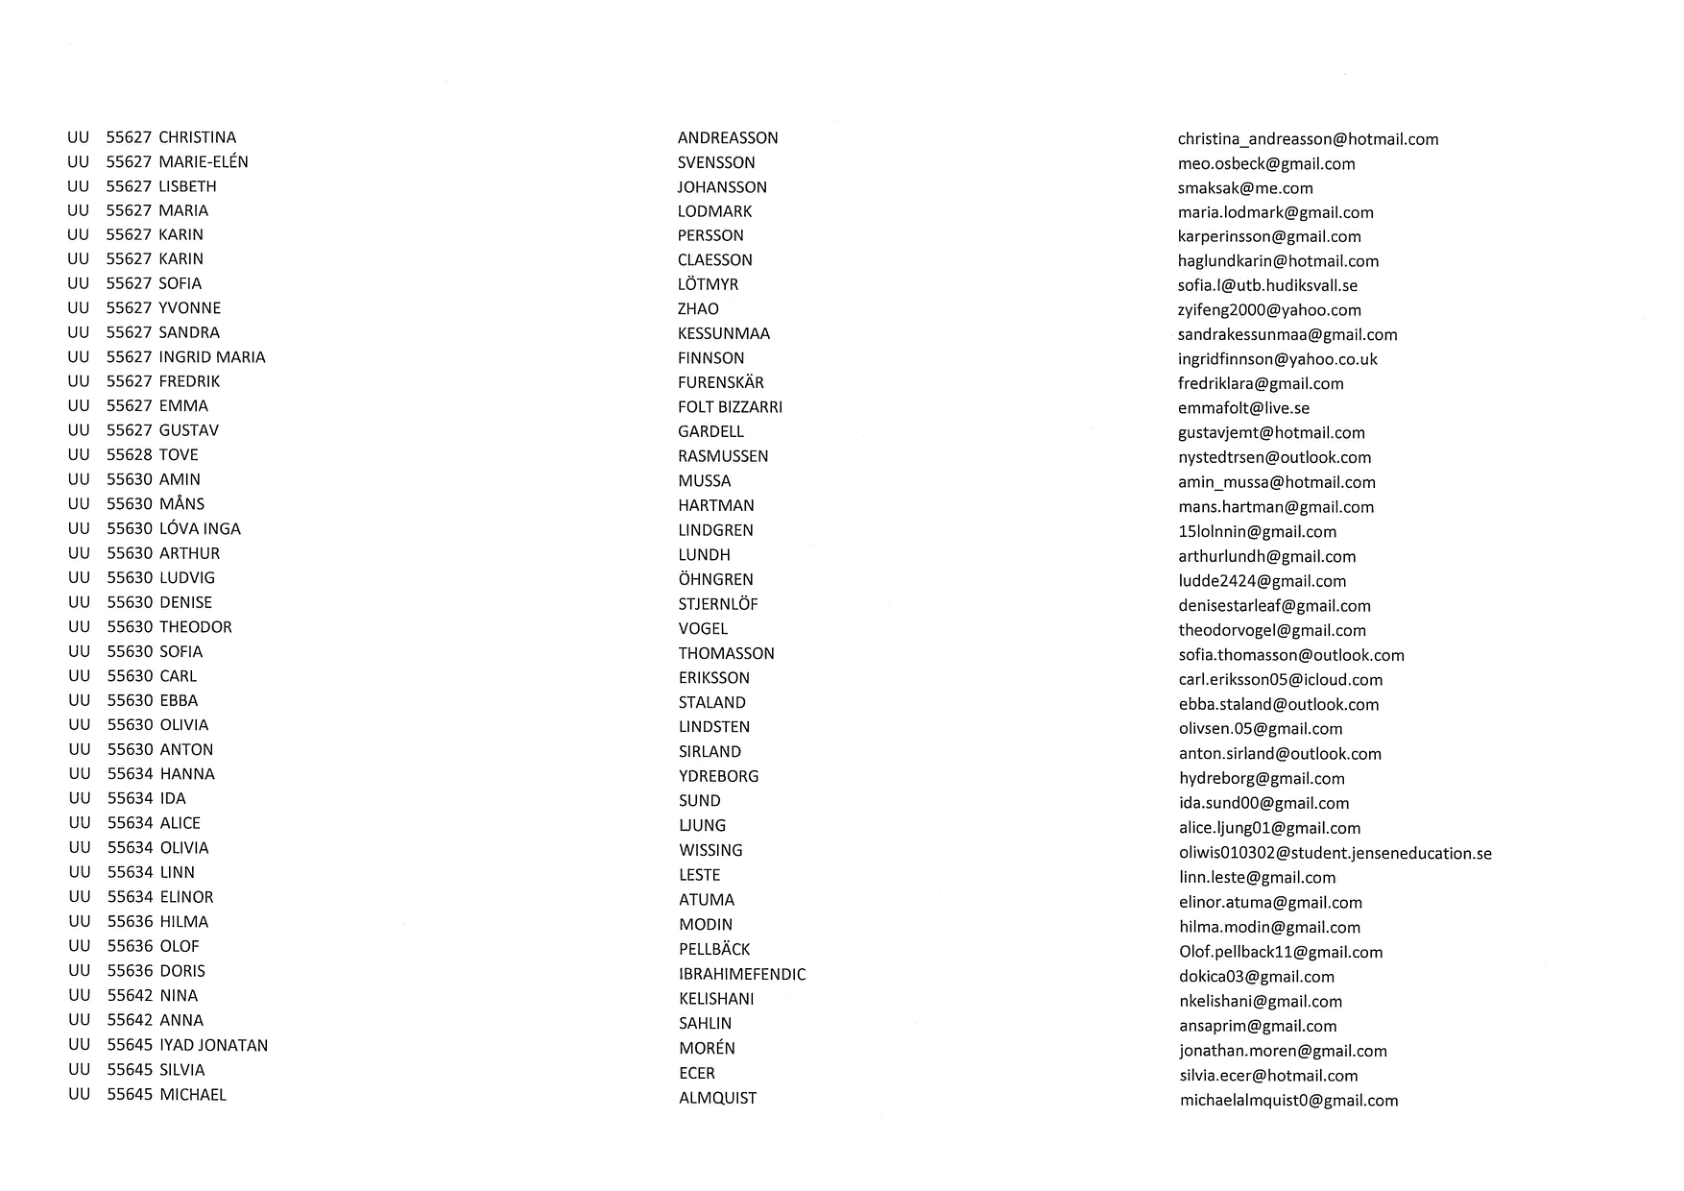 UU 55627 CHRISTINA ANDREASSON christina_andreasson@hotmail.com
UU 55627 MARIE-ELÉN SVENSSON meo.osbeck@gmail.com
UU 55627 LISBETH JOHANSSON smaksak@me.com
UU 55627 MARIA LODMARK maria.lodmark@gmail.com
UU 55627 KARIN PERSSON karperinsson@gmail.com
UU 55627 KARIN CLAESSON haglundkarin@hotmail.com
UU 55627 SOFIA LÖTMYR sofia.l@utb.hudiksvall.se
UU 55627 YVONNE ZHAO zyifeng2000@yahoo.com
UU 55627 SANDRA KESSUNMAA sandrakessunmaa@gmail.com
UU 55627 INGRID MARIA FINNSON ingridfinnson@yahoo.co.uk
UU 55627 FREDRIK FURENSKÄR fredriklara@gmail.com
UU 55627 EMMA FOLT BIZZARRI emmafolt@live.se
UU 55627 GUSTAV GARDELL gustavjemt@hotmail.com
UU 55628 TOVE RASMUSSEN nystedtrsen@outlook.com
UU 55630 AMIN MUSSA amin_mussa@hotmail.com
UU 55630 MÅNS HARTMAN mans.hartman@gmail.com
UU 55630 LÓVA INGA LINDGREN 15lolnnin@gmail.com
UU 55630 ARTHUR LUNDH arthurlundh@gmail.com
UU 55630 LUDVIG ÖHNGREN ludde2424@gmail.com
UU 55630 DENISE STJERNLÖF denisestarleaf@gmail.com
UU 55630 THEODOR VOGEL theodorvogel@gmail.com
UU 55630 SOFIA THOMASSON sofia.thomasson@outlook.com
UU 55630 CARL ERIKSSON carl.eriksson05@icloud.com
UU 55630 EBBA STALAND ebba.staland@outlook.com
UU 55630 OLIVIA LINDSTEN olivsen.05@gmail.com
UU 55630 ANTON SIRLAND anton.sirland@outlook.com
UU 55634 HANNA YDREBORG hydreborg@gmail.com
UU 55634 IDA SUND ida.sund00@gmail.com
UU 55634 ALICE LJUNG alice.ljung01@gmail.com
UU 55634 OLIVIA WISSING oliwis010302@student.jenseneducation.se
UU 55634 LINN LESTE linn.leste@gmail.com
UU 55634 ELINOR ATUMA elinor.atuma@gmail.com
UU 55636 HILMA MODIN hilma.modin@gmail.com
UU 55636 OLOF PELLBÄCK Olof.pellback11@gmail.com
UU 55636 DORIS IBRAHIMEFENDIC dokica03@gmail.com
UU 55642 NINA KELISHANI nkelishani@gmail.com
UU 55642 ANNA SAHLIN ansaprim@gmail.com
UU 55645 IYAD JONATAN MORÉN jonathan.moren@gmail.com
UU 55645 SILVIA ECER silvia.ecer@hotmail.com
UU 55645 MICHAEL ALMQUIST michaelalmquist0@gmail.com